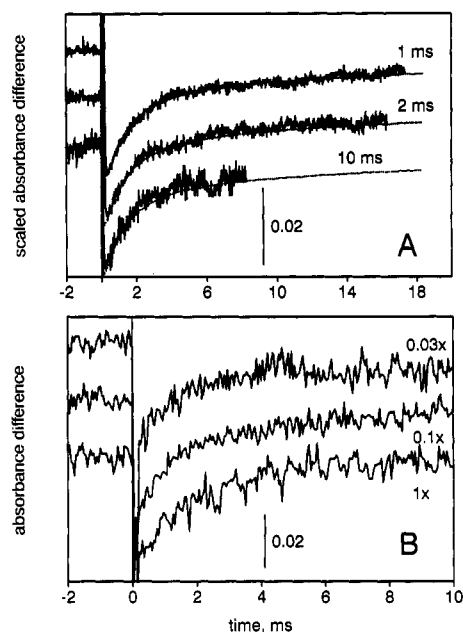 scaled absorbance difference
1 ms
2 ms
10 ms
0.02
A
-2 2 6 10 14 18
absorbance difference
0.03x
0.1x
1x
0.02
B
-2 0 2 4 6 8 10
time, ms